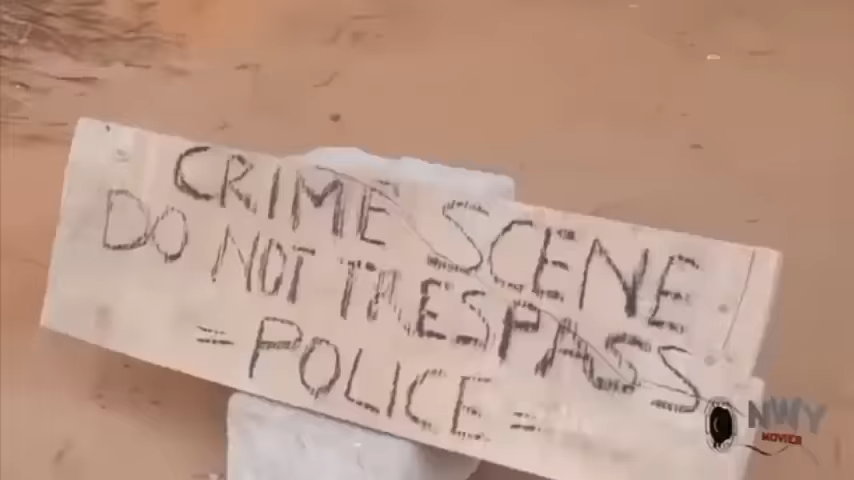 CRIME SCENE
DO NOT TRESPASS
= POLICE =
NWY
MOVIES